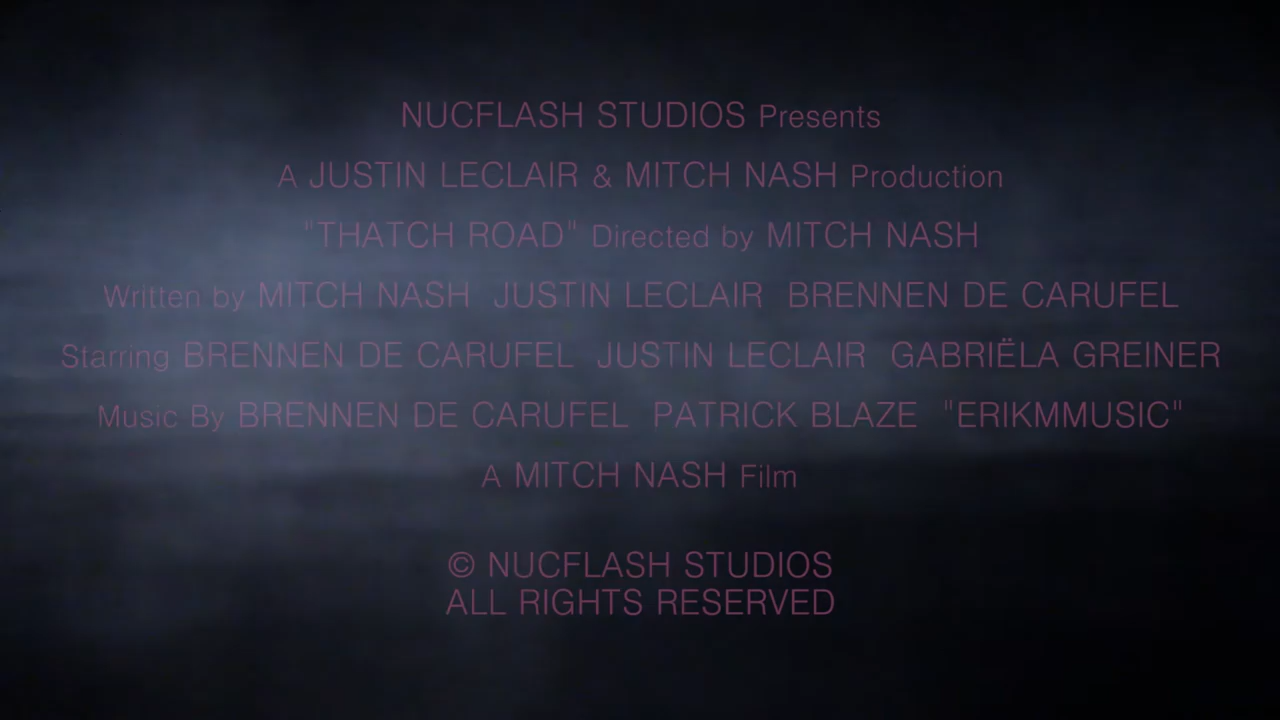 NUCFLASH STUDIOS Presents
A JUSTIN LECLAIR & MITCH NASH Production
"THATCH ROAD" Directed by MITCH NASH
Written by MITCH NASH  JUSTIN LECLAIR  BRENNEN DE CARUFEL
Starring BRENNEN DE CARUFEL  JUSTIN LECLAIR  GABRIËLA GREINER
Music By BRENNEN DE CARUFEL  PATRICK BLAZE  "ERIKMMUSIC"
A MITCH NASH Film
© NUCFLASH STUDIOS
ALL RIGHTS RESERVED